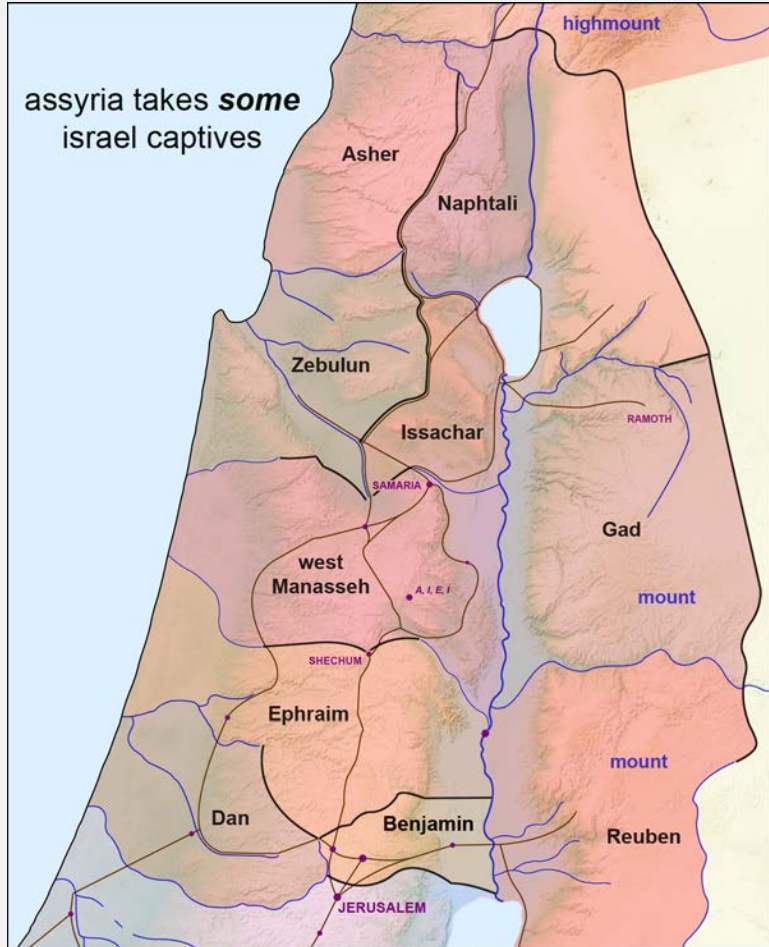 highmount
assyria takes some
israel captives
Asher
Naphtali
Zebulun
Issachar
RAMOTH
SAMARIA
Gad
west
Manasseh
A, I, E, I
mount
SHECHUM
Ephraim
mount
Dan
Benjamin
Reuben
JERUSALEM